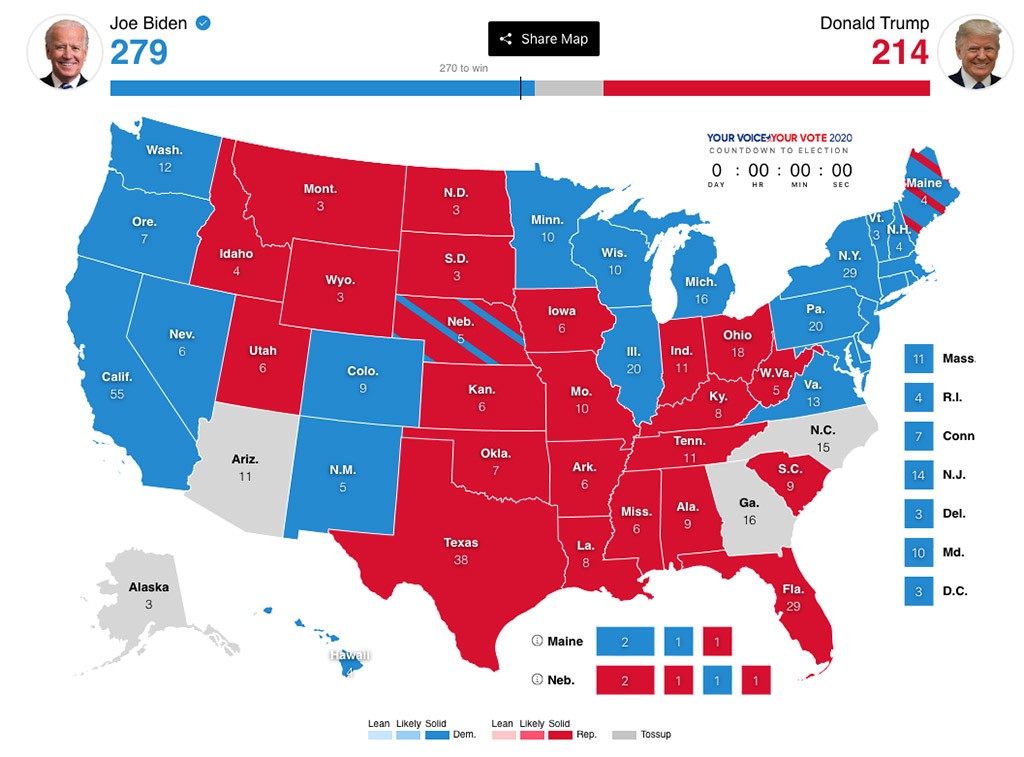 Joe Biden
279
Share Map
Donald Trump
214
270 to win
YOUR VOICE YOUR VOTE 2020
COUNTDOWN TO ELECTION
0 : 00 : 00 : 00
DAY HR MIN SEC
Wash.
12
Ore.
7
Calif.
55
Nev.
6
Idaho
4
Mont.
3
Wyo.
3
Utah
6
Ariz.
11
Colo.
9
N.M.
5
N.D.
3
S.D.
3
Neb.
5
Kan.
6
Okla.
7
Texas
38
Minn.
10
Iowa
6
Mo.
10
Ark.
6
La.
8
Wis.
10
Ill.
20
Mich.
16
Ind.
11
Ohio
18
Ky.
8
Tenn.
11
Miss.
6
Ala.
9
Ga.
16
Fla.
29
S.C.
9
N.C.
15
Va.
13
W.Va.
5
Pa.
20
N.Y.
29
Vt.
3
N.H.
4
Maine
4
Alaska
3
Hawaii
4
11 Mass
4 R.I.
7 Conn
14 N.J.
3 Del.
10 Md.
3 D.C.
Maine 2 1 1
Neb. 2 1 1 1
Lean Likely Solid Dem.
Lean Likely Solid Rep.
Tossup